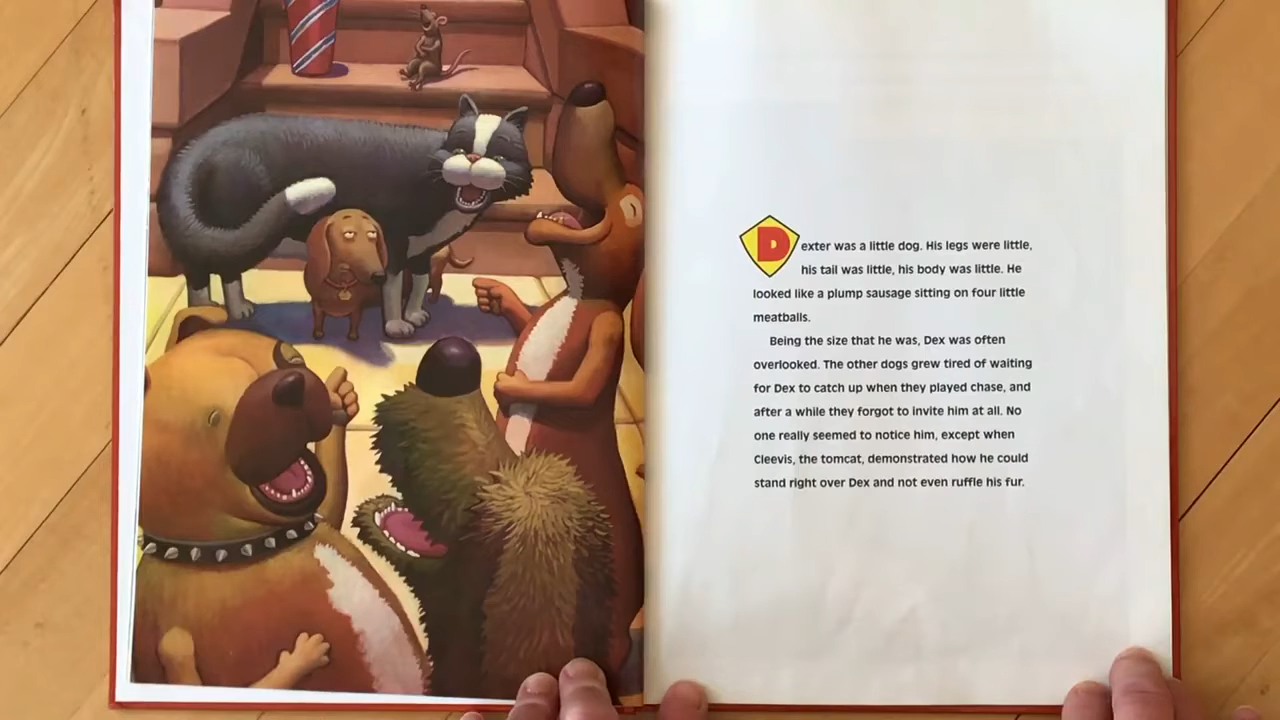 Dexter was a little dog. His legs were little,
his tail was little, his body was little. He
looked like a plump sausage sitting on four little
meatballs.
Being the size that he was, Dex was often
overlooked. The other dogs grew tired of waiting
for Dex to catch up when they played chase, and
after a while they forgot to invite him at all. No
one really seemed to notice him, except when
Cleevis, the tomcat, demonstrated how he could
stand right over Dex and not even ruffle his fur.